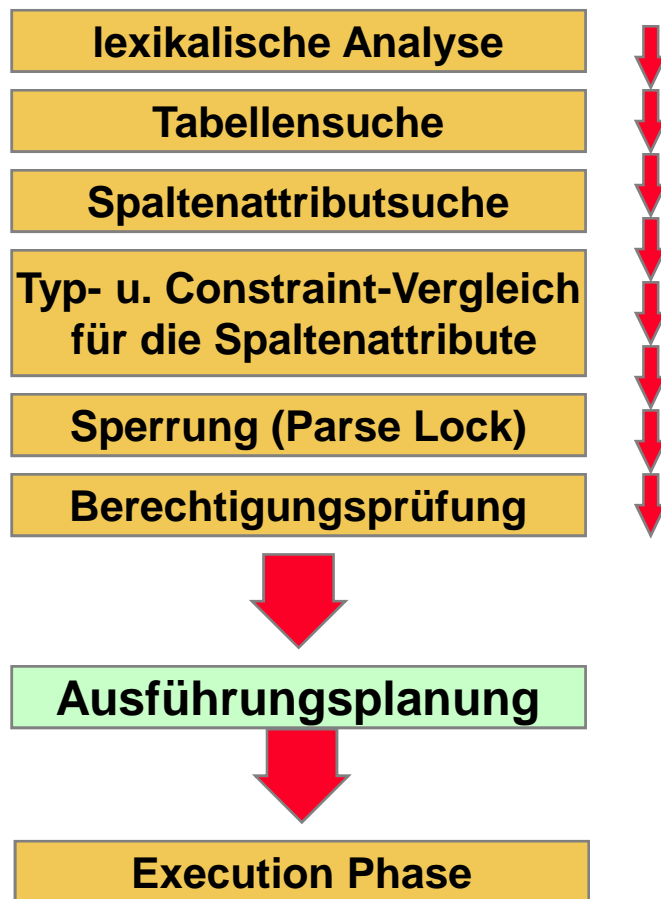 lexikalische Analyse
Tabellensuche
Spaltenattributsuche
Typ- u. Constraint-Vergleich
für die Spaltenattribute
Sperrung (Parse Lock)
Berechtigungsprüfung
Ausführungsplanung
Execution Phase